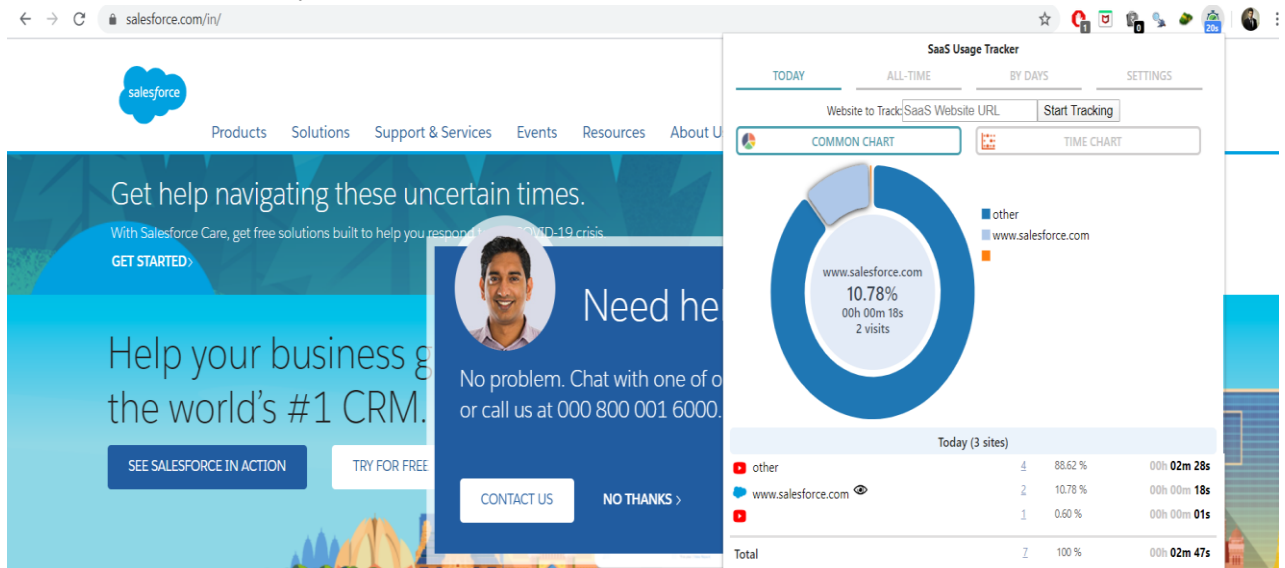 salesforce.com/in/
1
0
20s
salesforce
Products Solutions Support & Services Events Resources About U
Get help navigating these uncertain times.
With Salesforce Care, get free solutions built to help you respond COVID-19 crisis.
GET STARTED>
Help your business g
the world's #1 CRM.
SEE SALESFORCE IN ACTION
TRY FOR FREE
Need hel
No problem. Chat with one of o
or call us at 000 800 001 6000.
CONTACT US
NO THANKS >
SaaS Usage Tracker
TODAY ALL-TIME BY DAYS SETTINGS
Website to Track: SaaS Website URL Start Tracking
COMMON CHART TIME CHART
other
www.salesforce.com
www.salesforce.com
10.78%
00h 00m 18s
2 visits
Today (3 sites)
other 4 88.62 % 00h 02m 28s
www.salesforce.com 2 10.78 % 00h 00m 18s
1 0.60 % 00h 00m 01s
Total 7 100 % 00h 02m 47s